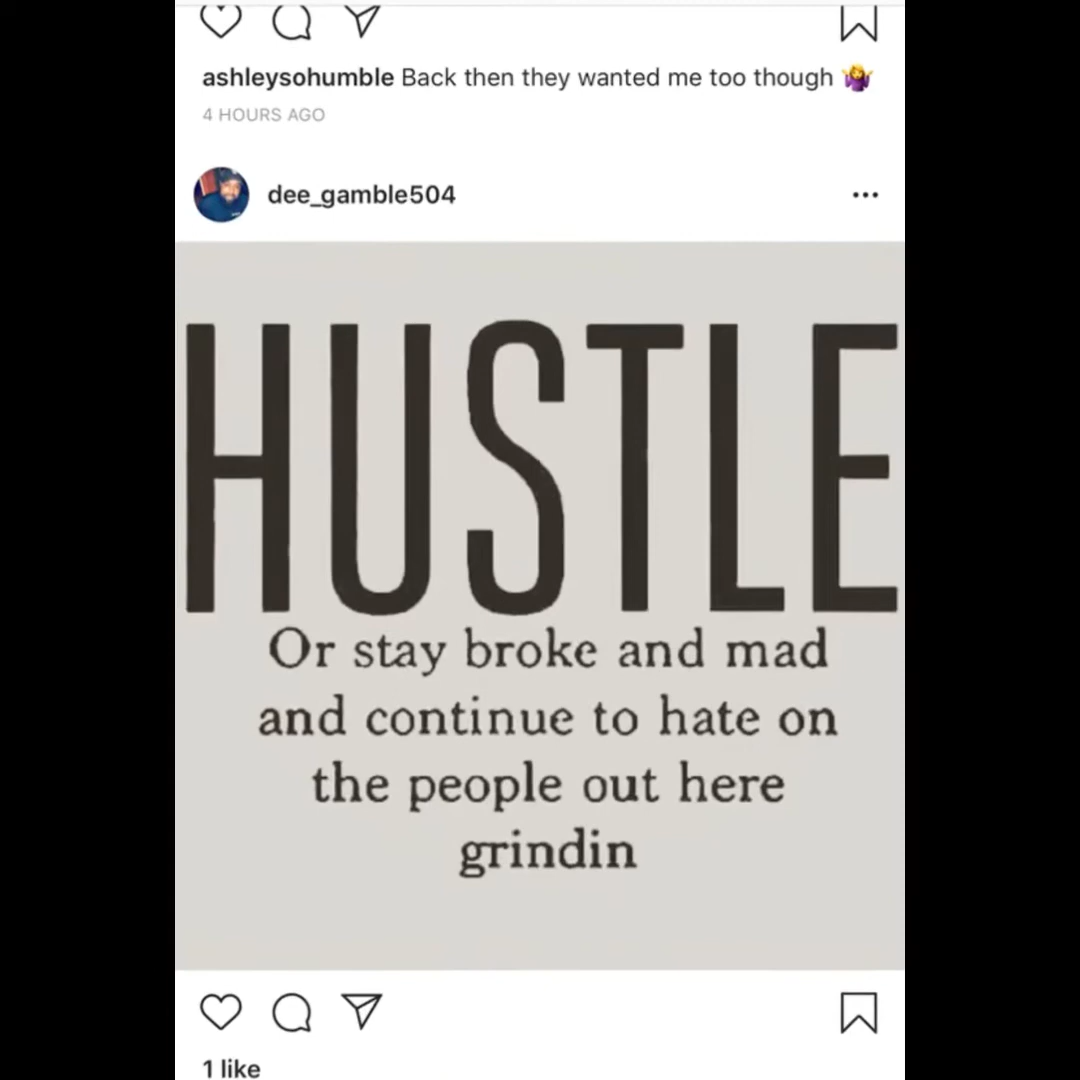 ashleysohumble Back then they wanted me too though 🤷‍♀️
4 HOURS AGO
dee_gamble504
HUSTLE
Or stay broke and mad
and continue to hate on
the people out here
grindin
1 like